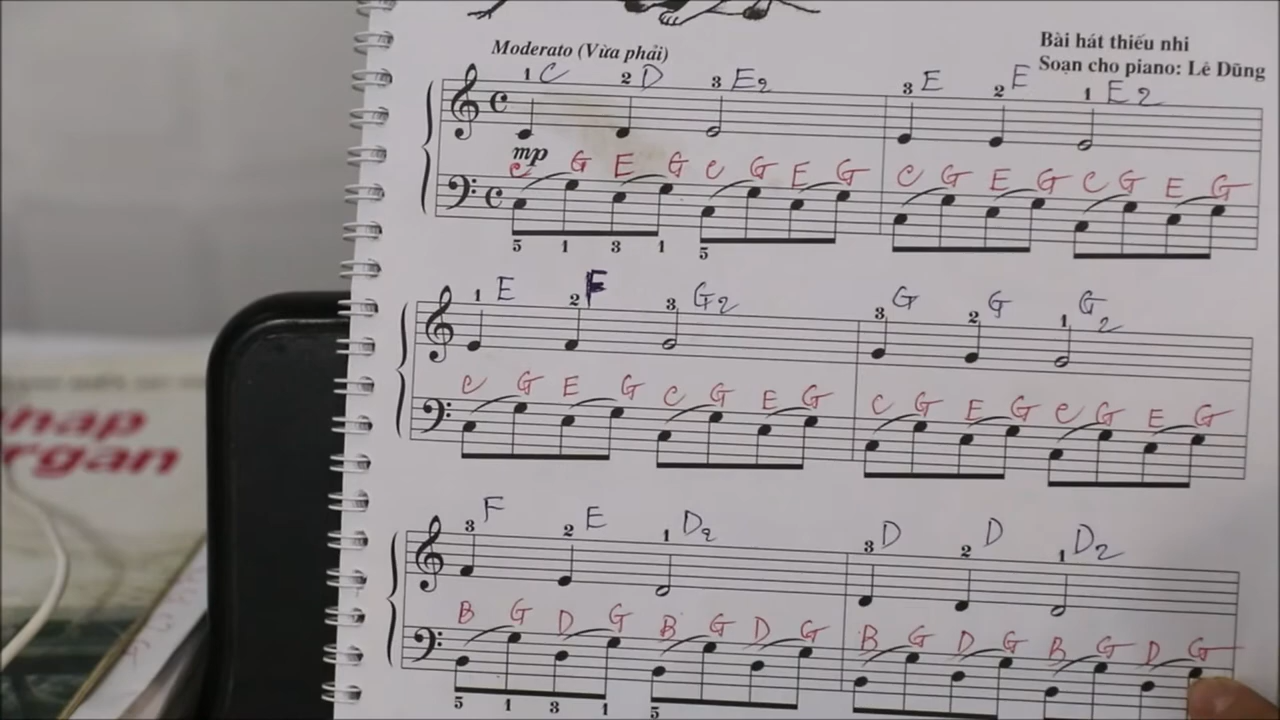 Moderato (Vừa phải)
Bài hát thiếu nhi
Soạn cho piano: Lê Dũng
1 C 2 D 3 E2 3 E 2 E 1 E2
mp
C G E G C G E G C G E G C G E G
5 1 3 1 5
1 E 2 F 3 G2 3 G 2 G 1 G2
C G E G C G E G C G E G C G E G
3 F 2 E 1 D2 3 D 2 D 1 D2
B G D G B G D G B G D G B G D G
5 1 3 1 5
hap
rgan